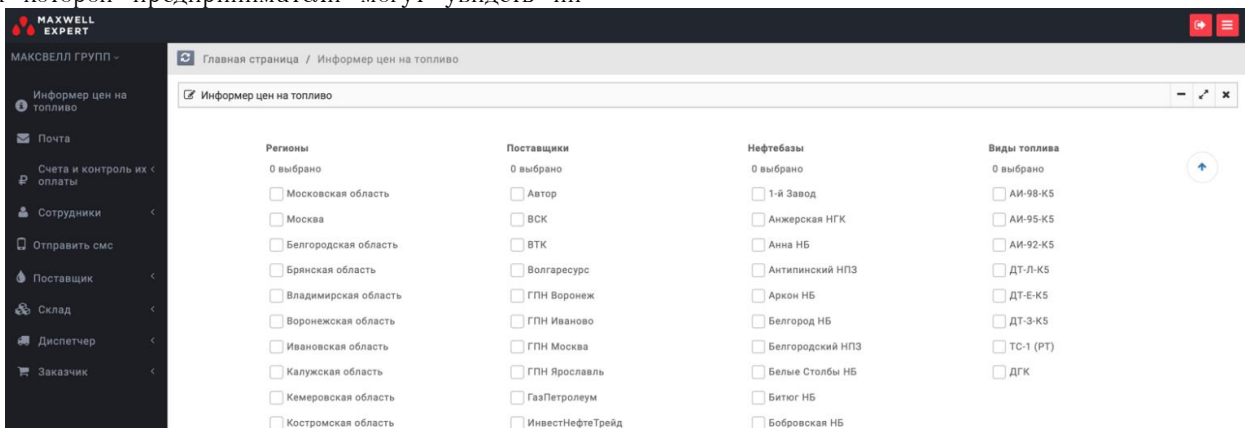 которой предприниматели могут увидеть ин
MAXWELL
EXPERT
МАКСВЕЛЛ ГРУПП
Информер цен на
топливо
Почта
Счета и контроль их
оплаты
Сотрудники
Отправить смс
Поставщик
Склад
Диспетчер
Заказчик
Главная страница / Информер цен на топливо
Информер цен на топливо
Регионы
0 выбрано
Московская область
Москва
Белгородская область
Брянская область
Владимирская область
Воронежская область
Ивановская область
Калужская область
Кемеровская область
Костромская область
Поставщики
0 выбрано
Автор
ВСК
ВТК
Волгаресурс
ГПН Воронеж
ГПН Иваново
ГПН Москва
ГПН Ярославль
ГазПетролеум
ИнвестНефтеТрейд
Нефтебазы
0 выбрано
1-й Завод
Анжерская НГК
Анна НБ
Антипинский НПЗ
Аркон НБ
Белгород НБ
Белгородский НПЗ
Белые Столбы НБ
Битюг НБ
Бобровская НБ
Виды топлива
0 выбрано
АИ-98-К5
АИ-95-К5
АИ-92-К5
ДТ-Л-К5
ДТ-Е-К5
ДТ-З-К5
ТС-1 (РТ)
ДГК